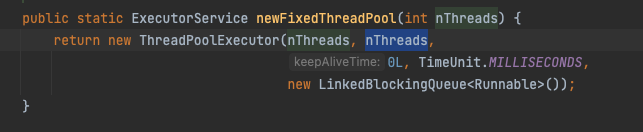 public static ExecutorService newFixedThreadPool(int nThreads) {
return new ThreadPoolExecutor(nThreads, nThreads,
keepAliveTime: 0L, TimeUnit.MILLISECONDS,
new LinkedBlockingQueue<Runnable>());
}